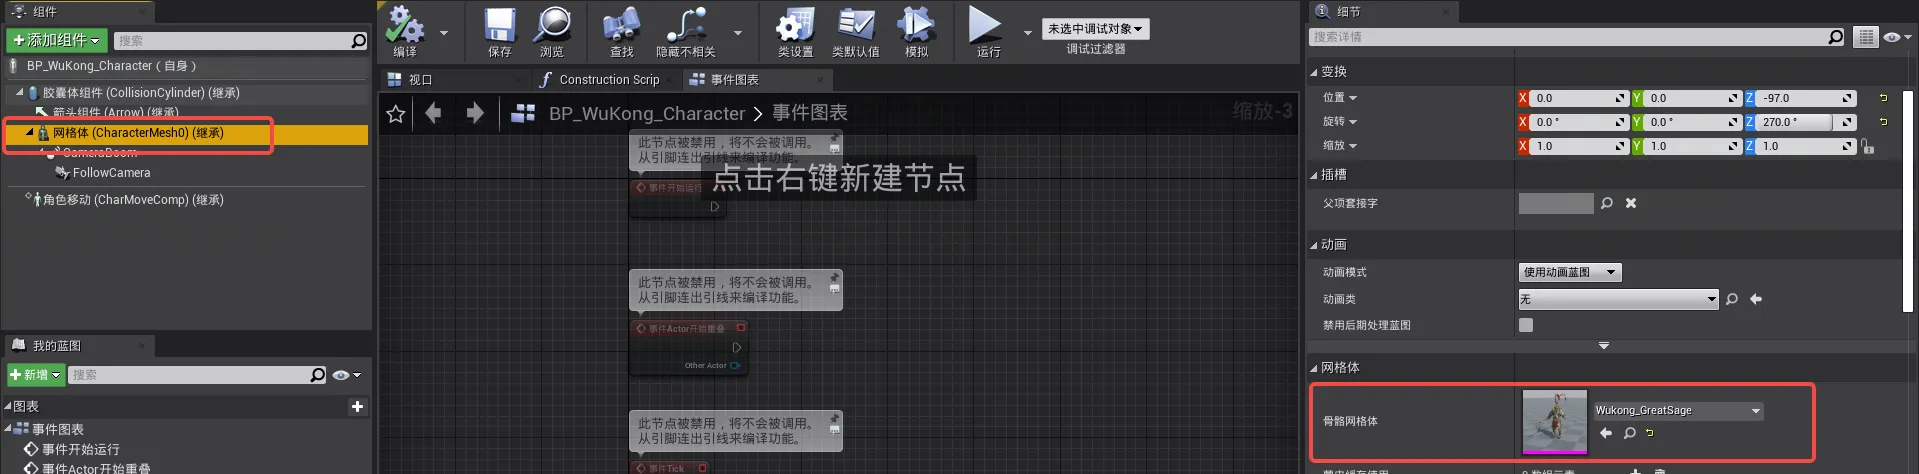 组件
添加组件
搜索
BP_WuKong_Character（自身）
胶囊体组件 (CollisionCylinder) (继承)
箭头组件 (Arrow) (继承)
网格体 (CharacterMesh0) (继承)
CameraBoom
FollowCamera
角色移动 (CharMoveComp) (继承)
我的蓝图
新增
搜索
图表
事件图表
事件开始运行
事件Actor开始重叠
编译
保存
浏览
查找
隐藏不相关
类设置
类默认值
模拟
运行
未选中调试对象
调试过滤器
视口
Construction Scrip
事件图表
BP_WuKong_Character > 事件图表
缩放-3
此节点被禁用，将不会被调用。
从引脚连出引线来编译功能。
点击右键新建节点
事件开始运行
此节点被禁用，将不会被调用。
从引脚连出引线来编译功能。
事件Actor开始重叠
Other Actor
此节点被禁用，将不会被调用。
从引脚连出引线来编译功能。
事件Tick
细节
搜索详情
变换
位置 X 0.0 Y 0.0 Z -97.0
旋转 X 0.0 ° Y 0.0 ° Z 270.0 °
缩放 X 1.0 Y 1.0 Z 1.0
插槽
父项套接字
动画
动画模式 使用动画蓝图
动画类 无
禁用后期处理蓝图
网格体
骨骼网格体 Wukong_GreatSage